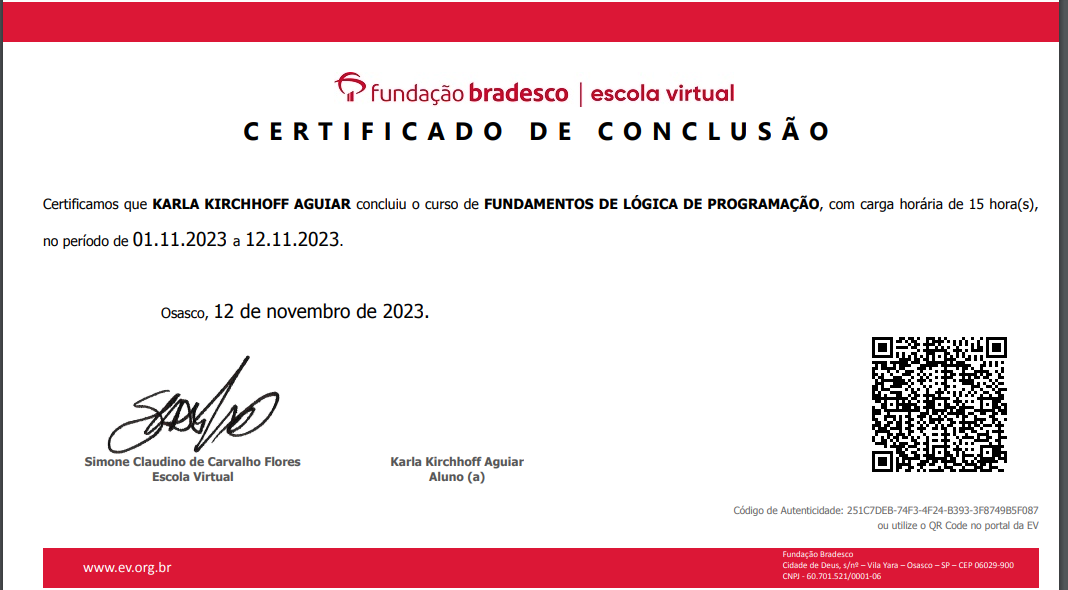 fundação bradesco | escola virtual
CERTIFICADO DE CONCLUSÃO
Certificamos que KARLA KIRCHHOFF AGUIAR concluiu o curso de FUNDAMENTOS DE LÓGICA DE PROGRAMAÇÃO, com carga horária de 15 hora(s),
no período de 01.11.2023 a 12.11.2023.
Osasco, 12 de novembro de 2023.
Simone Claudino de Carvalho Flores
Escola Virtual
Karla Kirchhoff Aguiar
Aluno (a)
Código de Autenticidade: 251C7DEB-74F3-4F24-B393-3F8749B5F087
ou utilize o QR Code no portal da EV
www.ev.org.br
Fundação Bradesco
Cidade de Deus, s/nº – Vila Yara – Osasco – SP – CEP 06029-900
CNPJ - 60.701.521/0001-06